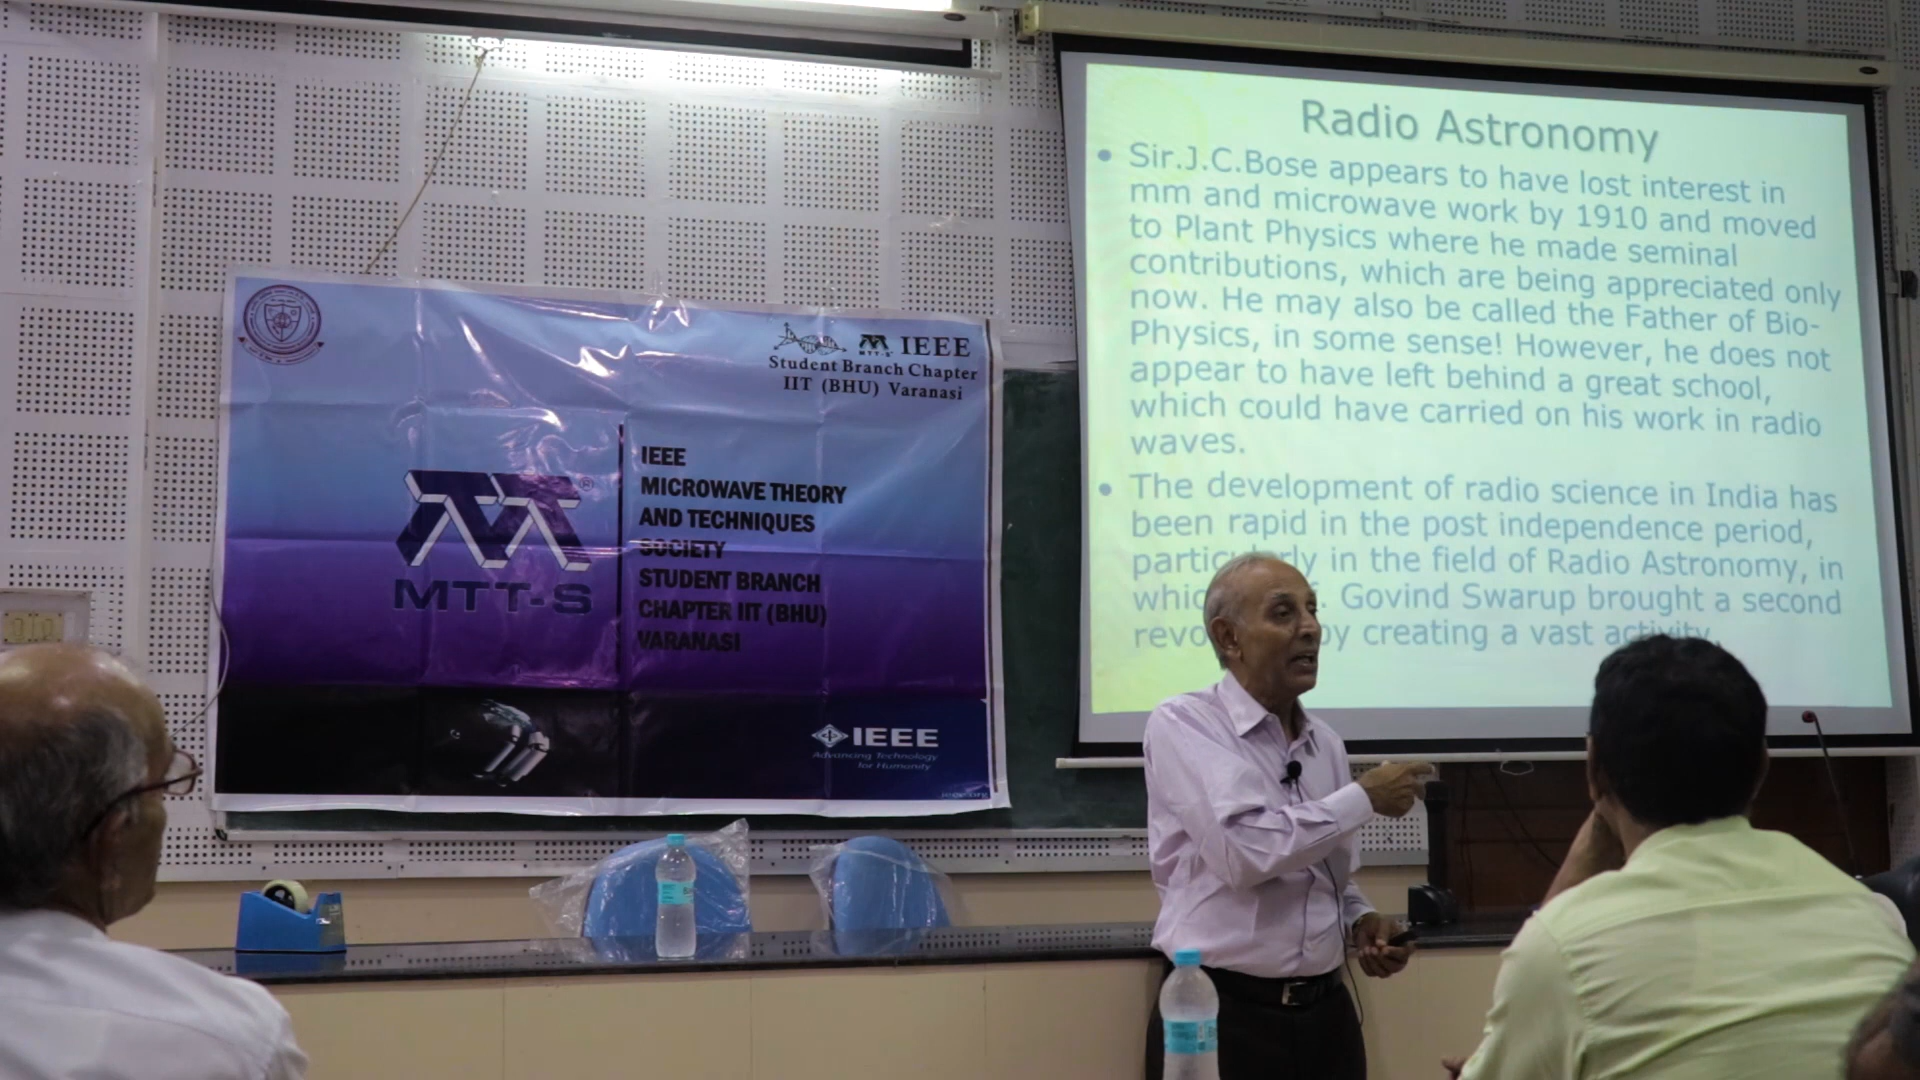 IEEE
MTT-S
Student Branch Chapter
IIT (BHU) Varanasi
IEEE
MICROWAVE THEORY
AND TECHNIQUES
SOCIETY
STUDENT BRANCH
CHAPTER IIT (BHU)
VARANASI
®
MTT-S
IEEE
Advancing Technology
for Humanity
Radio Astronomy
• Sir.J.C.Bose appears to have lost interest in
mm and microwave work by 1910 and moved
to Plant Physics where he made seminal
contributions, which are being appreciated only
now. He may also be called the Father of Bio-
Physics, in some sense! However, he does not
appear to have left behind a great school,
which could have carried on his work in radio
waves.
• The development of radio science in India has
been rapid in the post independence period,
particularly in the field of Radio Astronomy, in
Govind Swarup brought a second
by creating a vast activity.